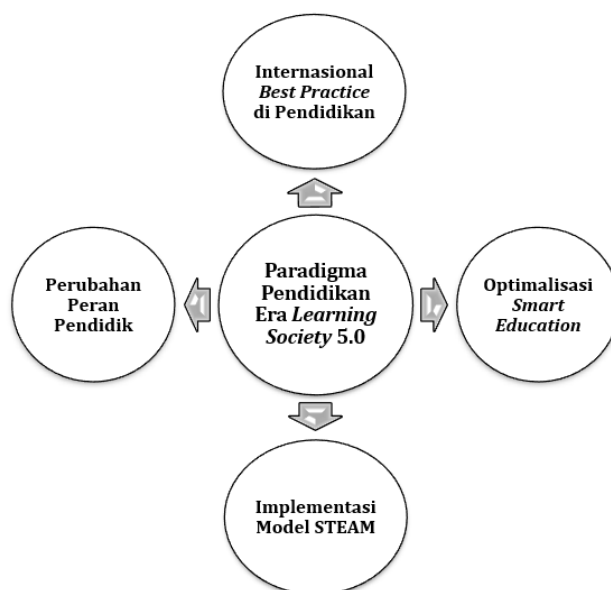 Internasional
Best Practice
di Pendidikan
Perubahan
Peran
Pendidik
Paradigma
Pendidikan
Era Learning
Society 5.0
Optimalisasi
Smart
Education
Implementasi
Model STEAM